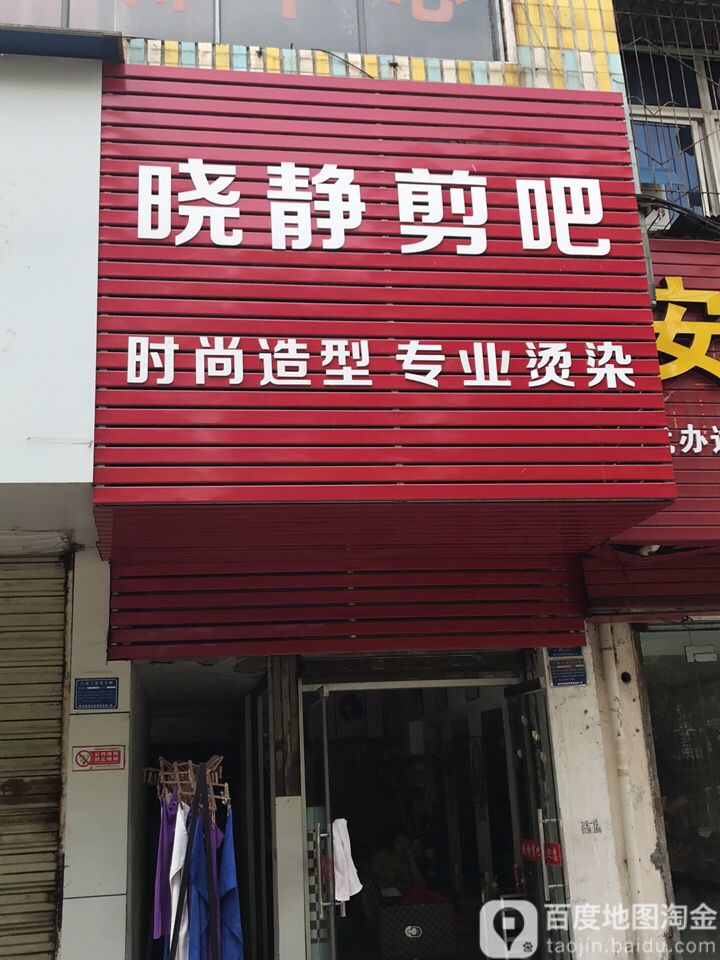 晓静剪吧
时尚造型 专业烫染
安
办
百度地图淘金
taojin.baidu.com